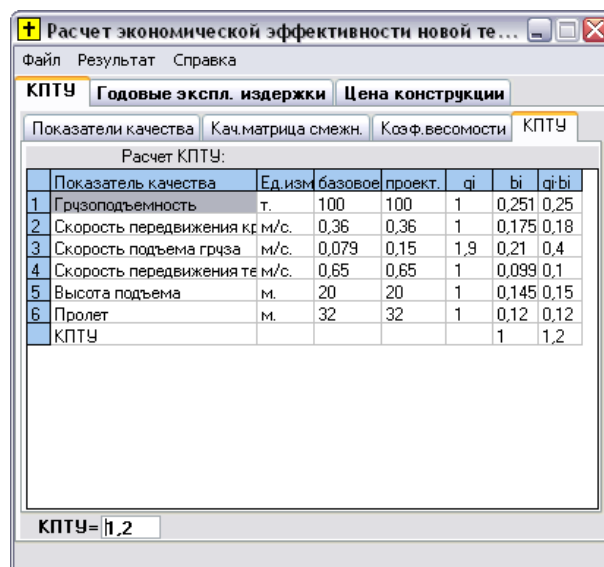 Расчет экономической эффективности новой те...
Файл Результат Справка
КПТУ Годовые экспл. издержки Цена конструкции
Показатели качества Кач.матрица смежн. Коэф.весомости КПТУ
Расчет КПТУ:
Показатель качества Ед.изм базовое проект. qi bi qi·bi
1 Грузоподъемность т. 100 100 1 0,251 0,25
2 Скорость передвижения кр м/с. 0,36 0,36 1 0,175 0,18
3 Скорость подъема груза м/с. 0,079 0,15 1,9 0,21 0,4
4 Скорость передвижения те м/с. 0,65 0,65 1 0,099 0,1
5 Высота подъема м. 20 20 1 0,145 0,15
6 Пролет м. 32 32 1 0,12 0,12
КПТУ 1 1,2
КПТУ= 1,2